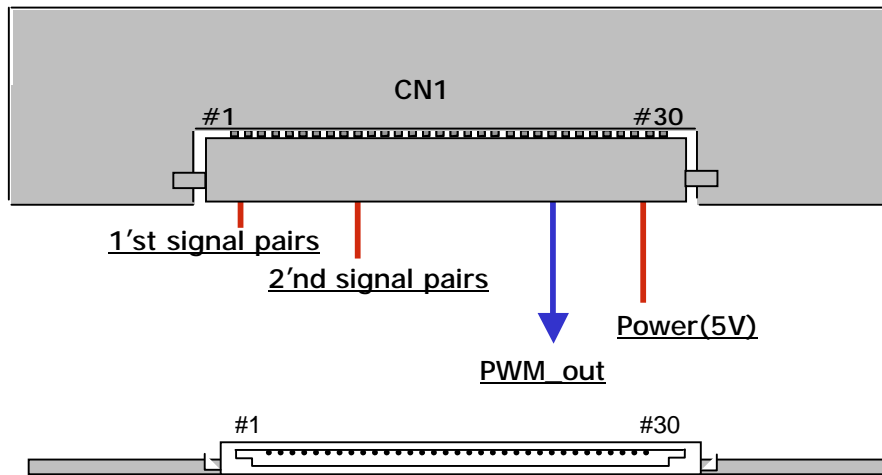 CN1
#1 #30
1'st signal pairs
2'nd signal pairs
Power(5V)
PWM_out
#1 #30